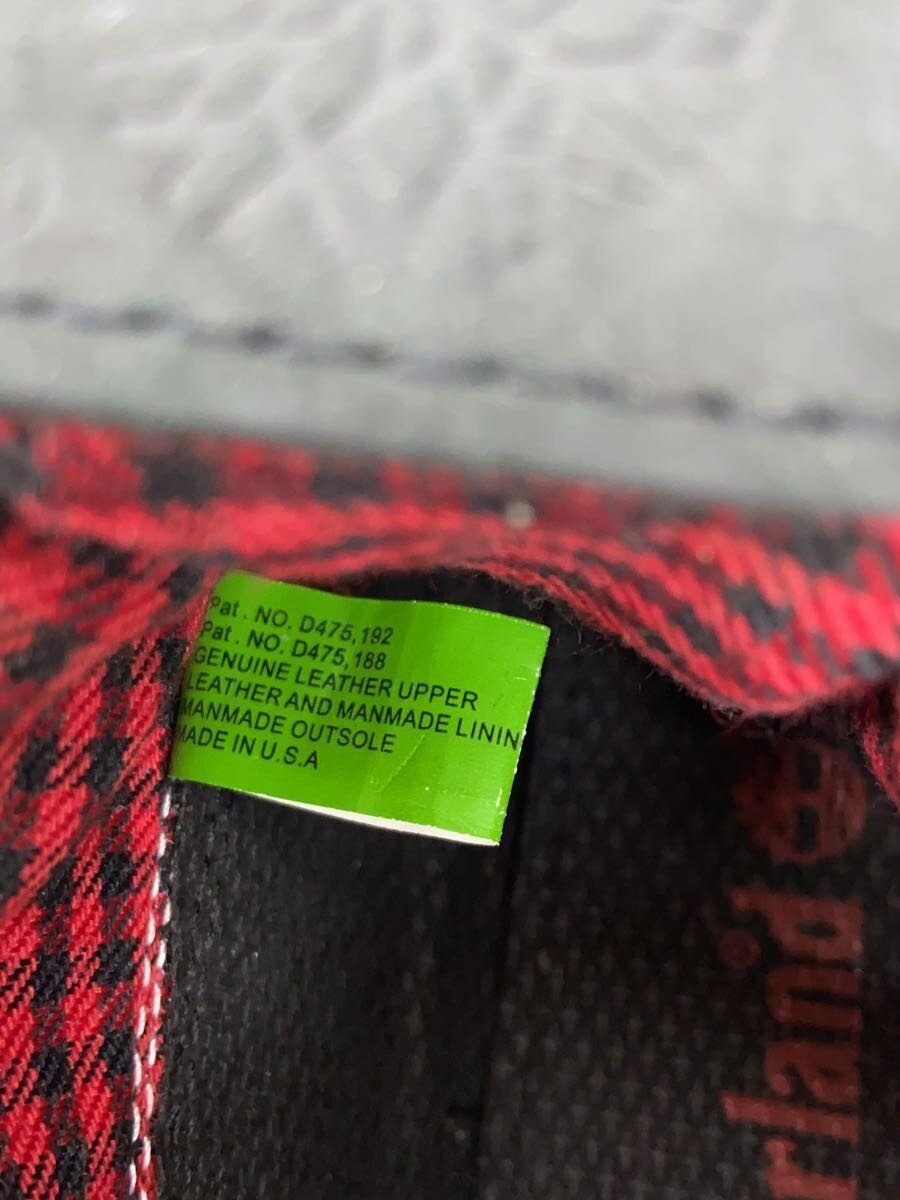 Pat . NO. D475,192
Pat . NO. D475,188
GENUINE LEATHER UPPER
LEATHER AND MANMADE LININ
MANMADE OUTSOLE
MADE IN U.S.A
rland